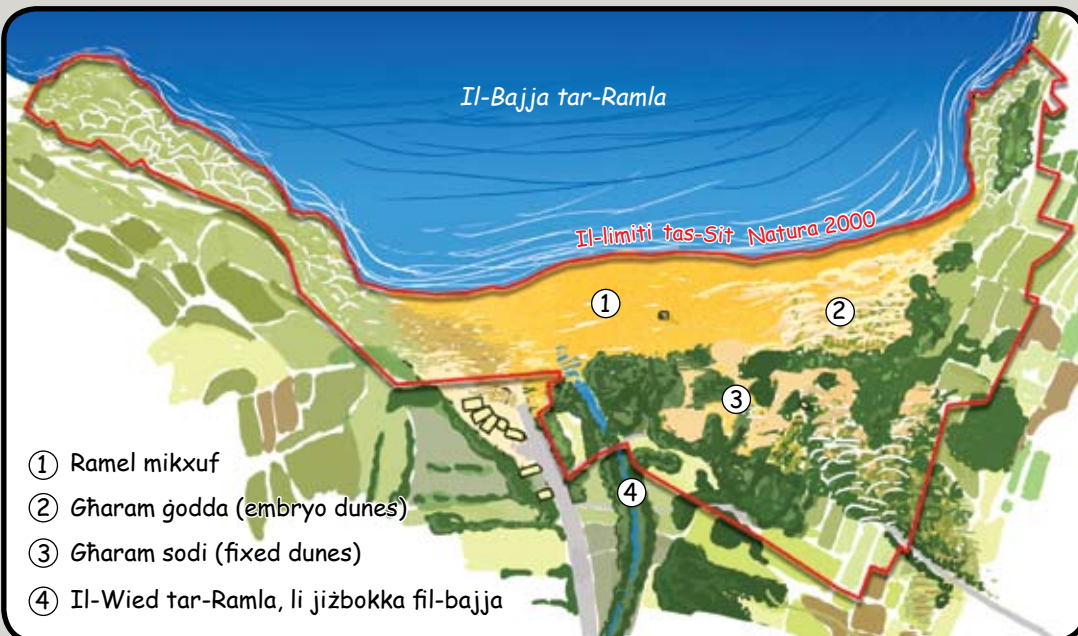 Il-Bajja tar-Ramla
Il-limiti tas-Sit Natura 2000
1
2
3
4
1 Ramel mikxuf
2 Għaram ġodda (embryo dunes)
3 Għaram sodi (fixed dunes)
4 Il-Wied tar-Ramla, li jiżbokka fil-bajja